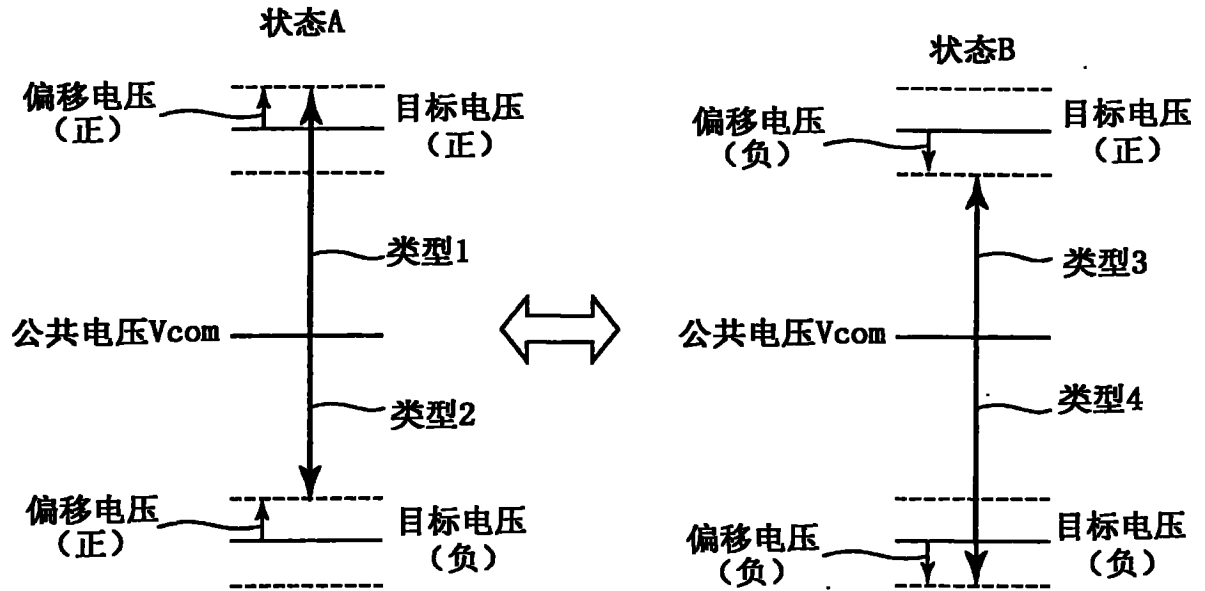 状态A
偏移电压
（正）
目标电压
（正）
类型1
公共电压Vcom
类型2
偏移电压
（正）
目标电压
（负）
状态B
偏移电压
（负）
目标电压
（正）
类型3
公共电压Vcom
类型4
偏移电压
（负）
目标电压
（负）